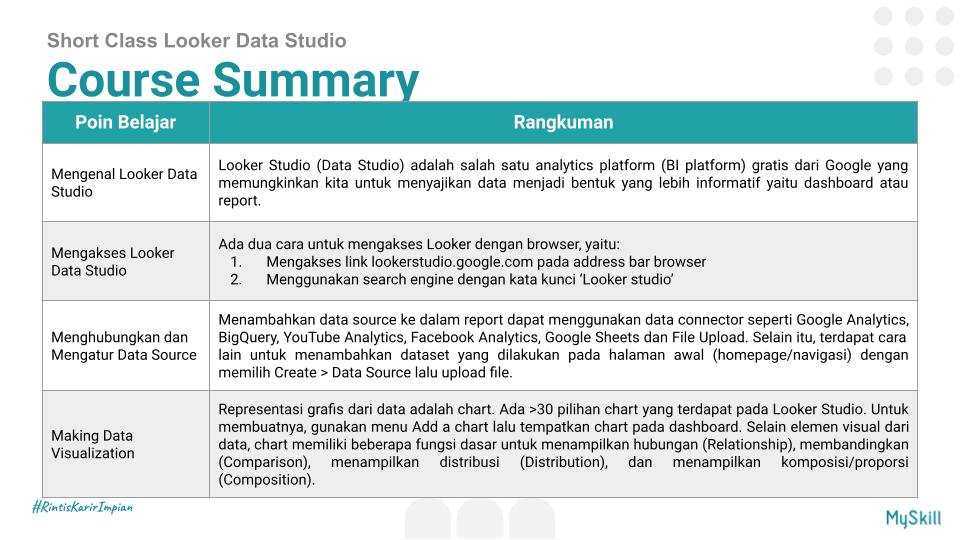 Short Class Looker Data Studio
Course Summary
Poin Belajar
Rangkuman
Mengenal Looker Data
Studio
Looker Studio (Data Studio) adalah salah satu analytics platform (BI platform) gratis dari Google yang
memungkinkan kita untuk menyajikan data menjadi bentuk yang lebih informatif yaitu dashboard atau
report.
Mengakses Looker
Data Studio
Ada dua cara untuk mengakses Looker dengan browser, yaitu:
1. Mengakses link lookerstudio.google.com pada address bar browser
2. Menggunakan search engine dengan kata kunci ‘Looker studio’
Menghubungkan dan
Mengatur Data Source
Menambahkan data source ke dalam report dapat menggunakan data connector seperti Google Analytics,
BigQuery, YouTube Analytics, Facebook Analytics, Google Sheets dan File Upload. Selain itu, terdapat cara
lain untuk menambahkan dataset yang dilakukan pada halaman awal (homepage/navigasi) dengan
memilih Create > Data Source lalu upload file.
Making Data
Visualization
Representasi grafis dari data adalah chart. Ada >30 pilihan chart yang terdapat pada Looker Studio. Untuk
membuatnya, gunakan menu Add a chart lalu tempatkan chart pada dashboard. Selain elemen visual dari
data, chart memiliki beberapa fungsi dasar untuk menampilkan hubungan (Relationship), membandingkan
(Comparison), menampilkan distribusi (Distribution), dan menampilkan komposisi/proporsi
(Composition).
#RintisKarirImpian
MySkill